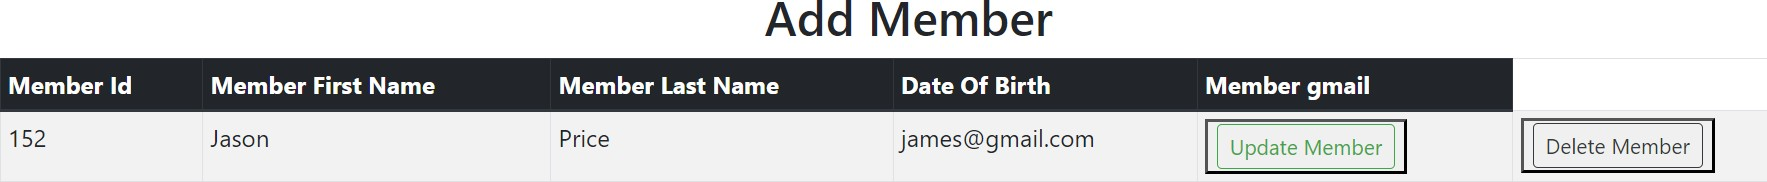 Add Member
Member Id Member First Name Member Last Name Date Of Birth Member gmail
152 Jason Price james@gmail.com Update Member Delete Member